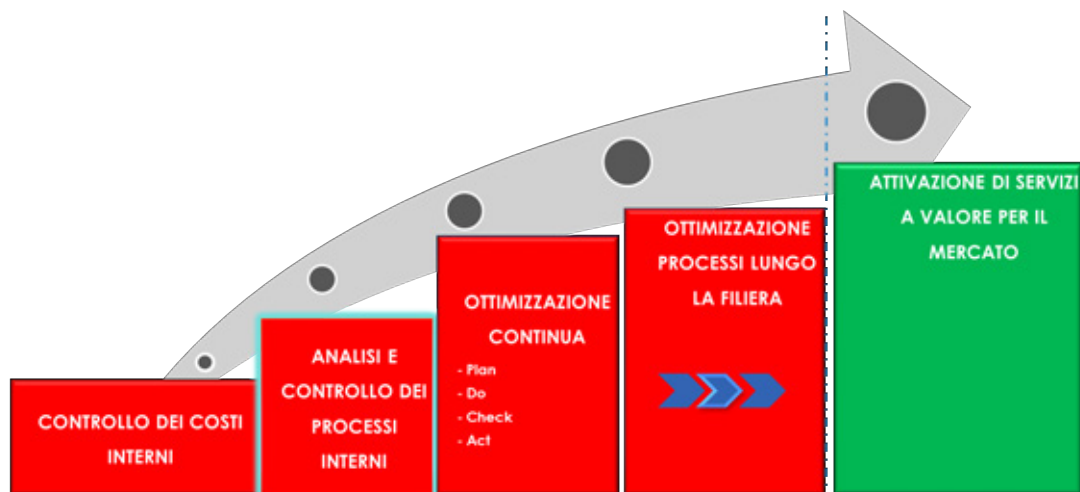 CONTROLLO DEI COSTI
INTERNI
ANALISI E
CONTROLLO DEI
PROCESSI
INTERNI
OTTIMIZZAZIONE
CONTINUA
- Plan
- Do
- Check
- Act
OTTIMIZZAZIONE
PROCESSI LUNGO
LA FILIERA
ATTIVAZIONE DI SERVIZI
A VALORE PER IL
MERCATO